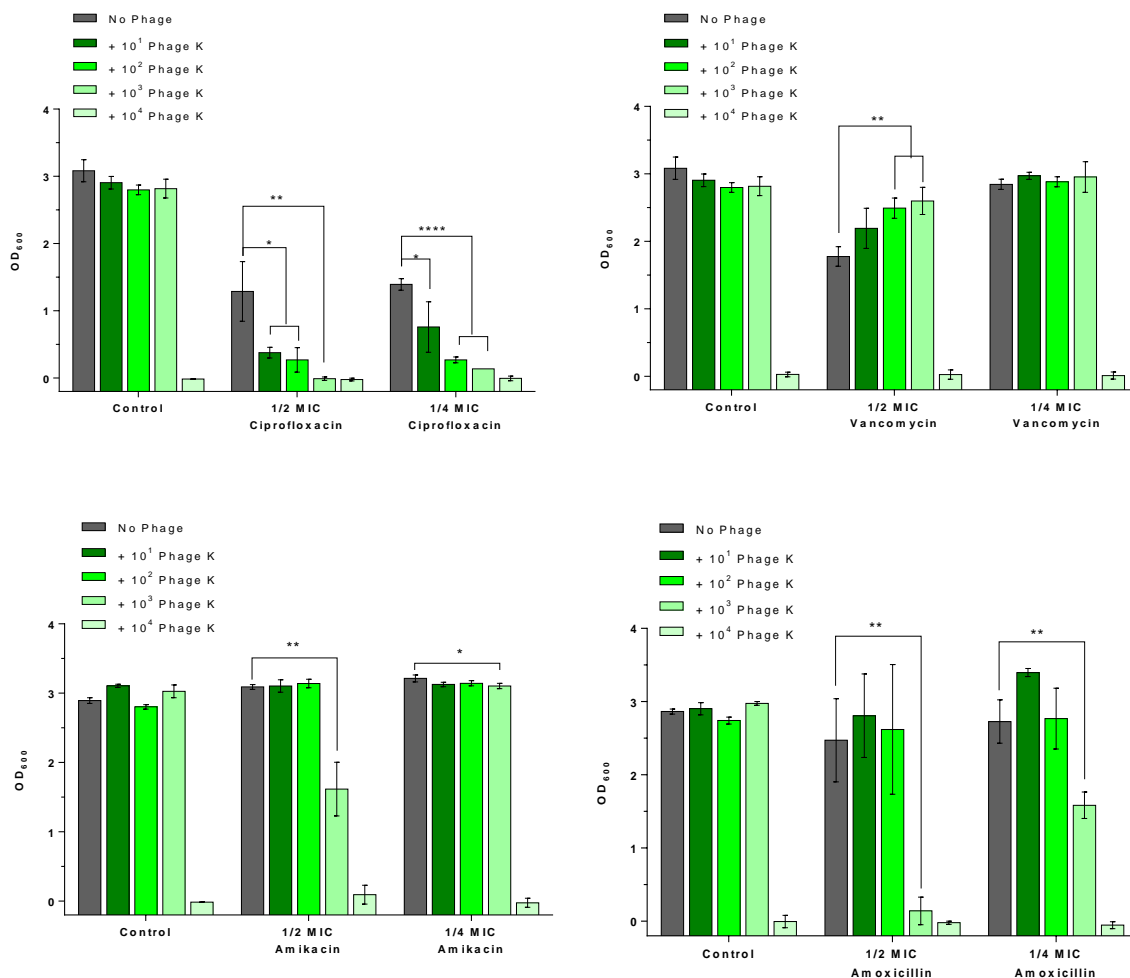 No Phage
+ 10¹ Phage K
+ 10² Phage K
+ 10³ Phage K
+ 10⁴ Phage K
OD₆₀₀
4
3
2
1
0
**
*
****
*
Control
1/2 MIC
Ciprofloxacin
1/4 MIC
Ciprofloxacin
No Phage
+ 10¹ Phage K
+ 10² Phage K
+ 10³ Phage K
+ 10⁴ Phage K
OD₆₀₀
4
3
2
1
0
**
Control
1/2 MIC
Vancomycin
1/4 MIC
Vancomycin
No Phage
+ 10¹ Phage K
+ 10² Phage K
+ 10³ Phage K
+ 10⁴ Phage K
OD₆₀₀
4
3
2
1
0
**
*
Control
1/2 MIC
Amikacin
1/4 MIC
Amikacin
No Phage
+ 10¹ Phage K
+ 10² Phage K
+ 10³ Phage K
+ 10⁴ Phage K
OD₆₀₀
4
3
2
1
0
**
**
Control
1/2 MIC
Amoxicillin
1/4 MIC
Amoxicillin